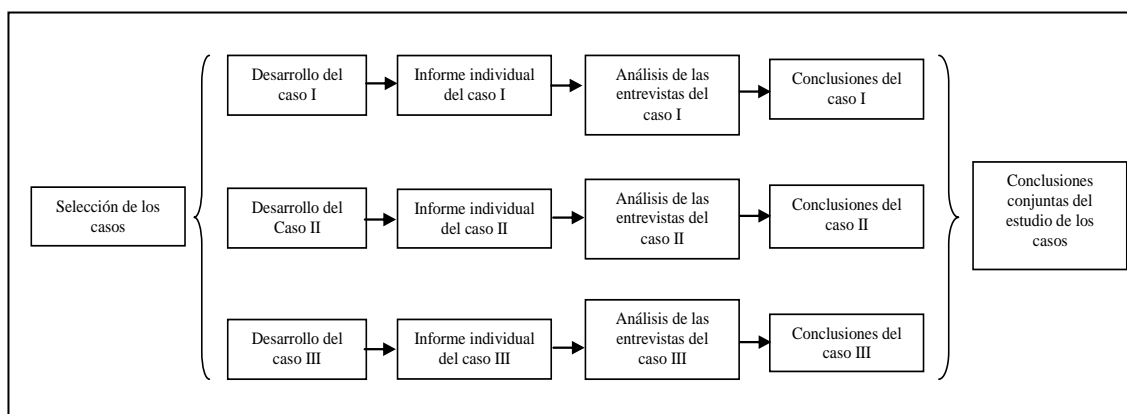 Selección de los
casos
Desarrollo del
caso I
Informe individual
del caso I
Análisis de las
entrevistas del
caso I
Conclusiones del
caso I
Desarrollo del
Caso II
Informe individual
del caso II
Análisis de las
entrevistas del
caso II
Conclusiones del
caso II
Desarrollo del
caso III
Informe individual
del caso III
Análisis de las
entrevistas del
caso III
Conclusiones del
caso III
Conclusiones
conjuntas del
estudio de los
casos